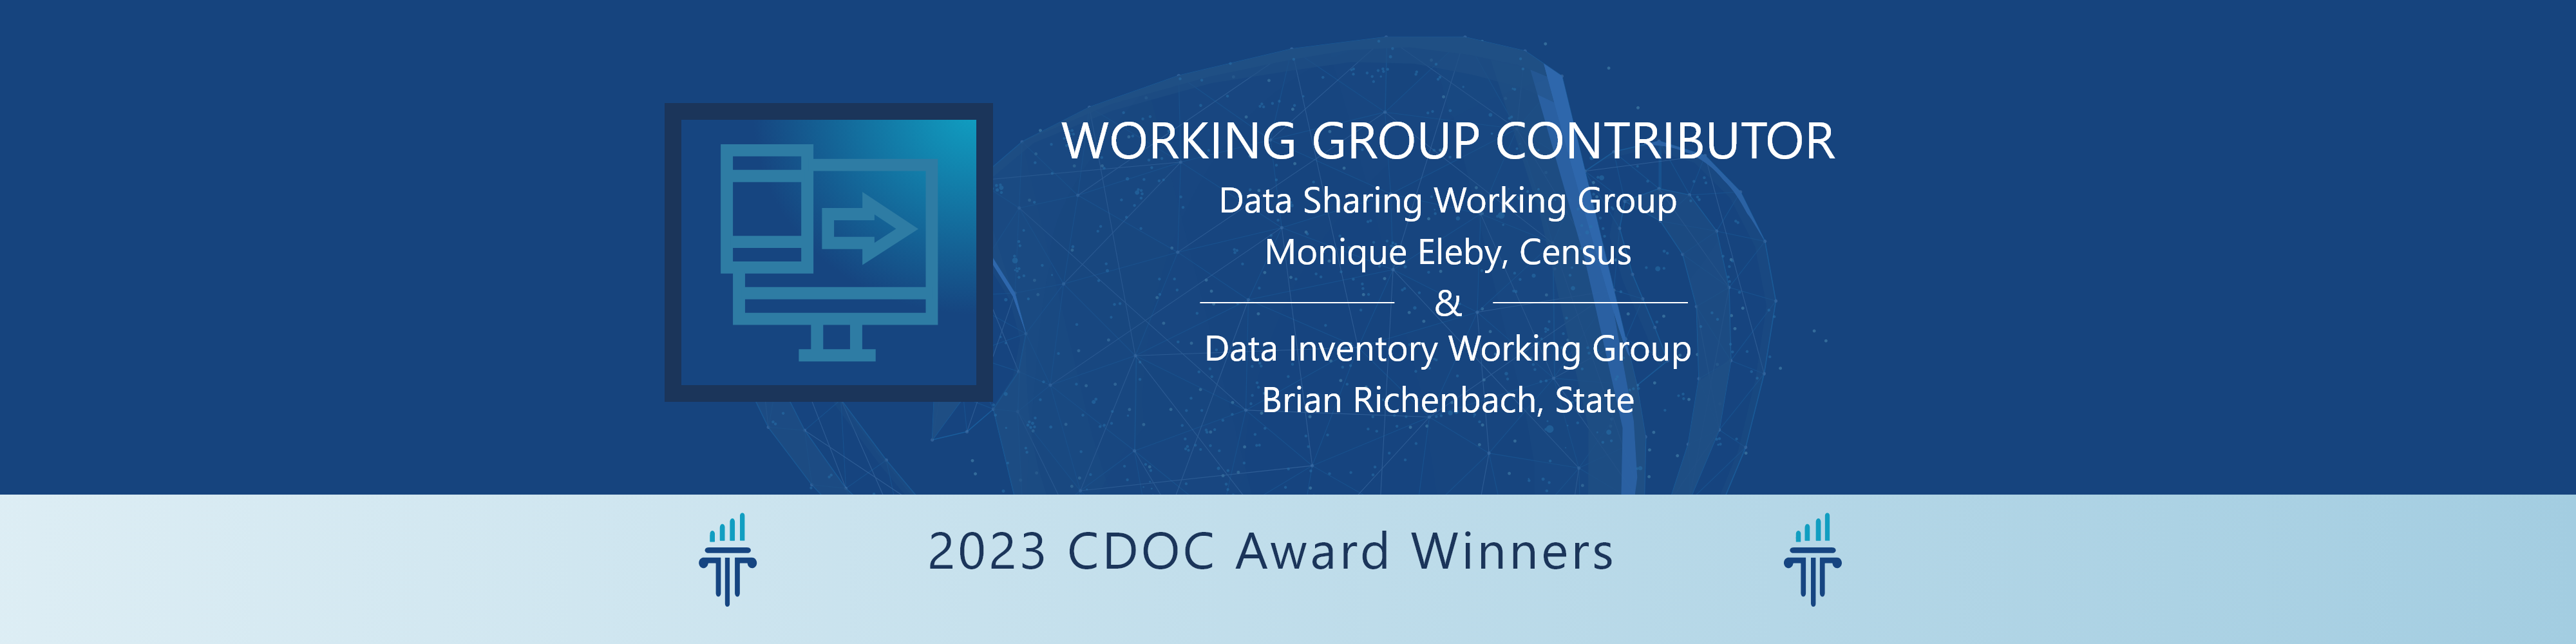 WORKING GROUP CONTRIBUTOR
Data Sharing Working Group
Monique Eleby, Census
&
Data Inventory Working Group
Brian Richenbach, State
2023 CDOC Award Winners